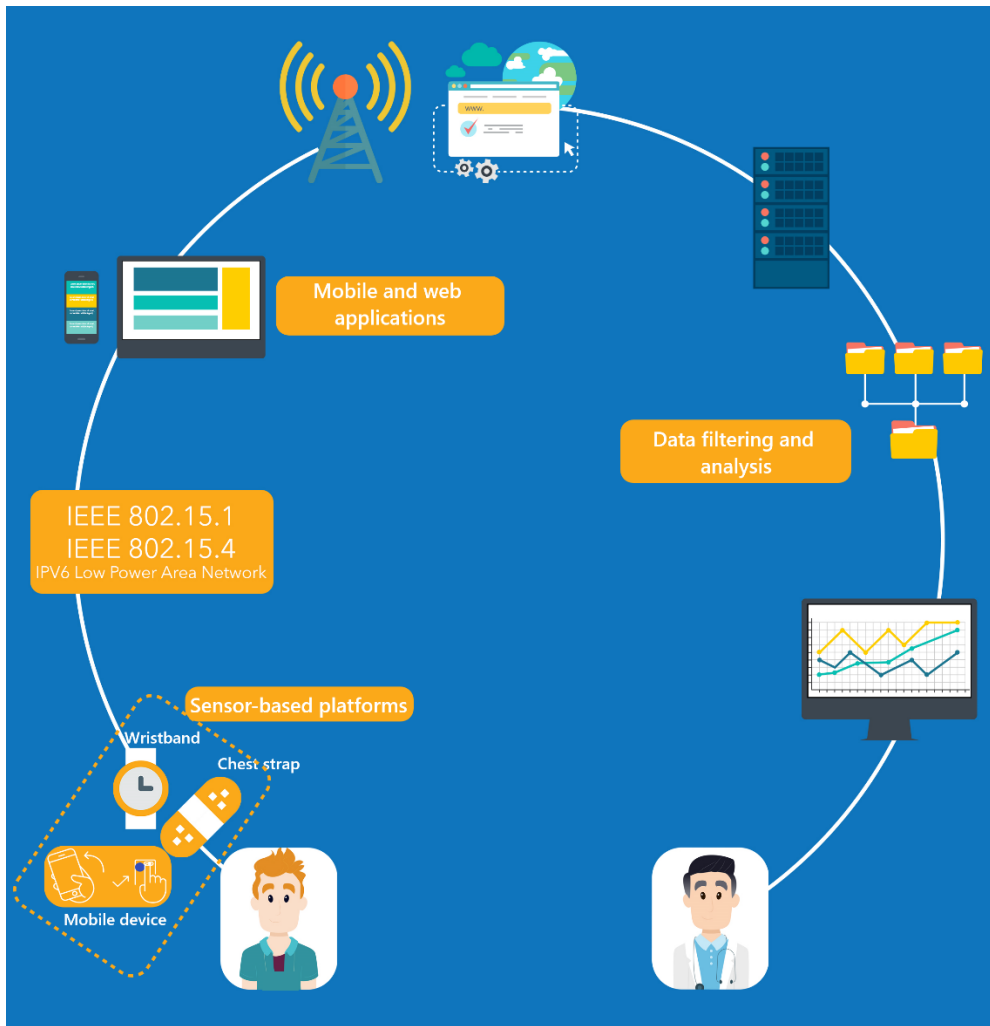 www.
Mobile and web
applications
Data filtering and
analysis
IEEE 802.15.1
IEEE 802.15.4
IPV6 Low Power Area Network
Sensor-based platforms
Wristband
Chest strap
Mobile device